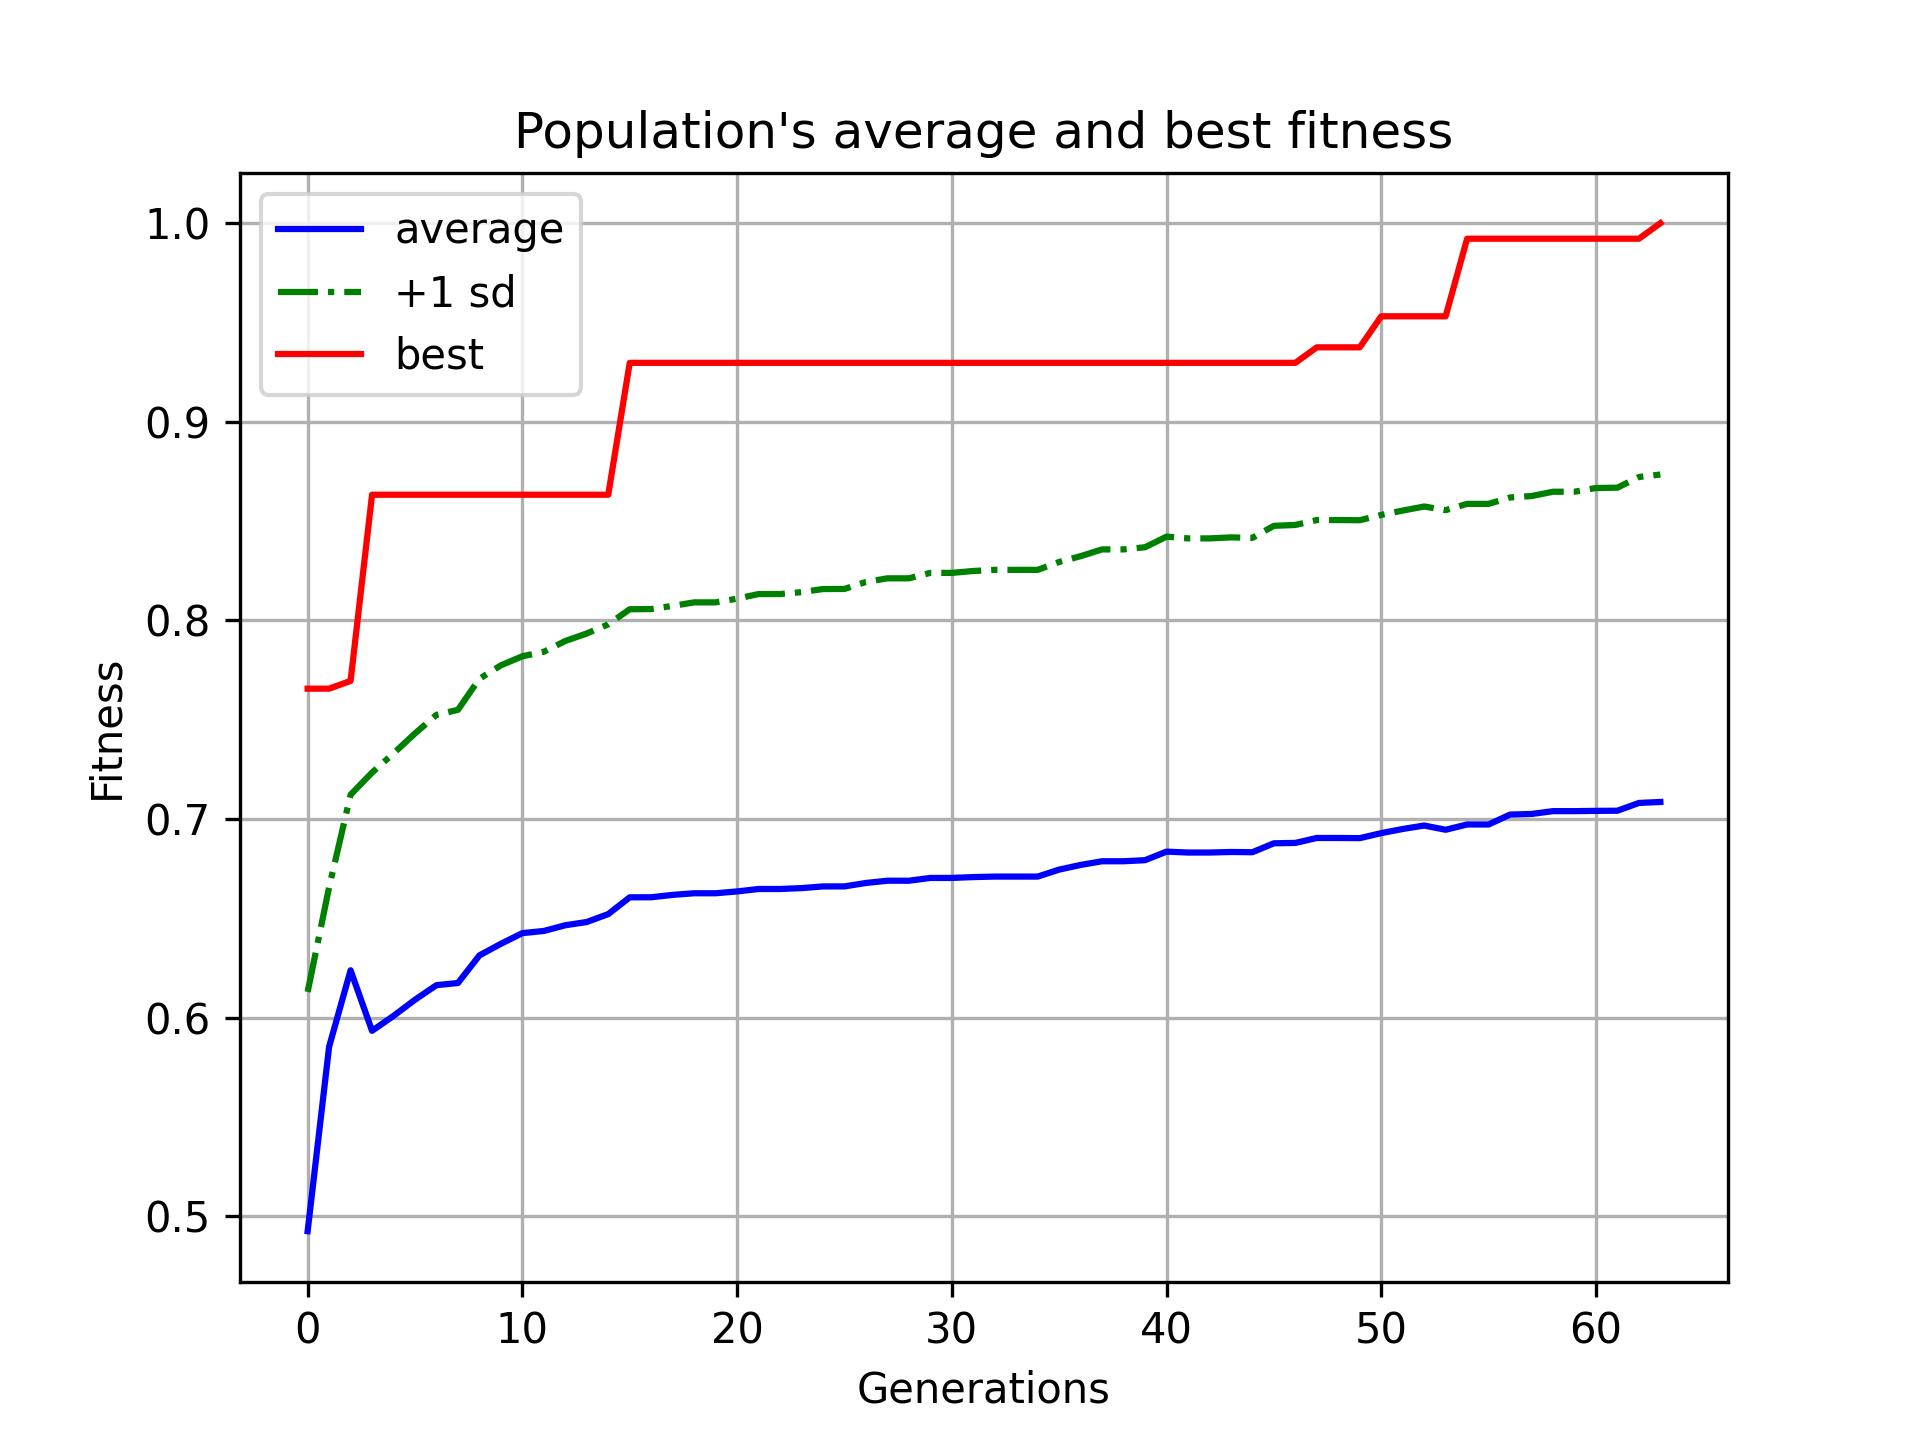 Population's average and best fitness
average
+1 sd
best
1.0
0.9
0.8
0.7
0.6
0.5
Fitness
0 10 20 30 40 50 60
Generations